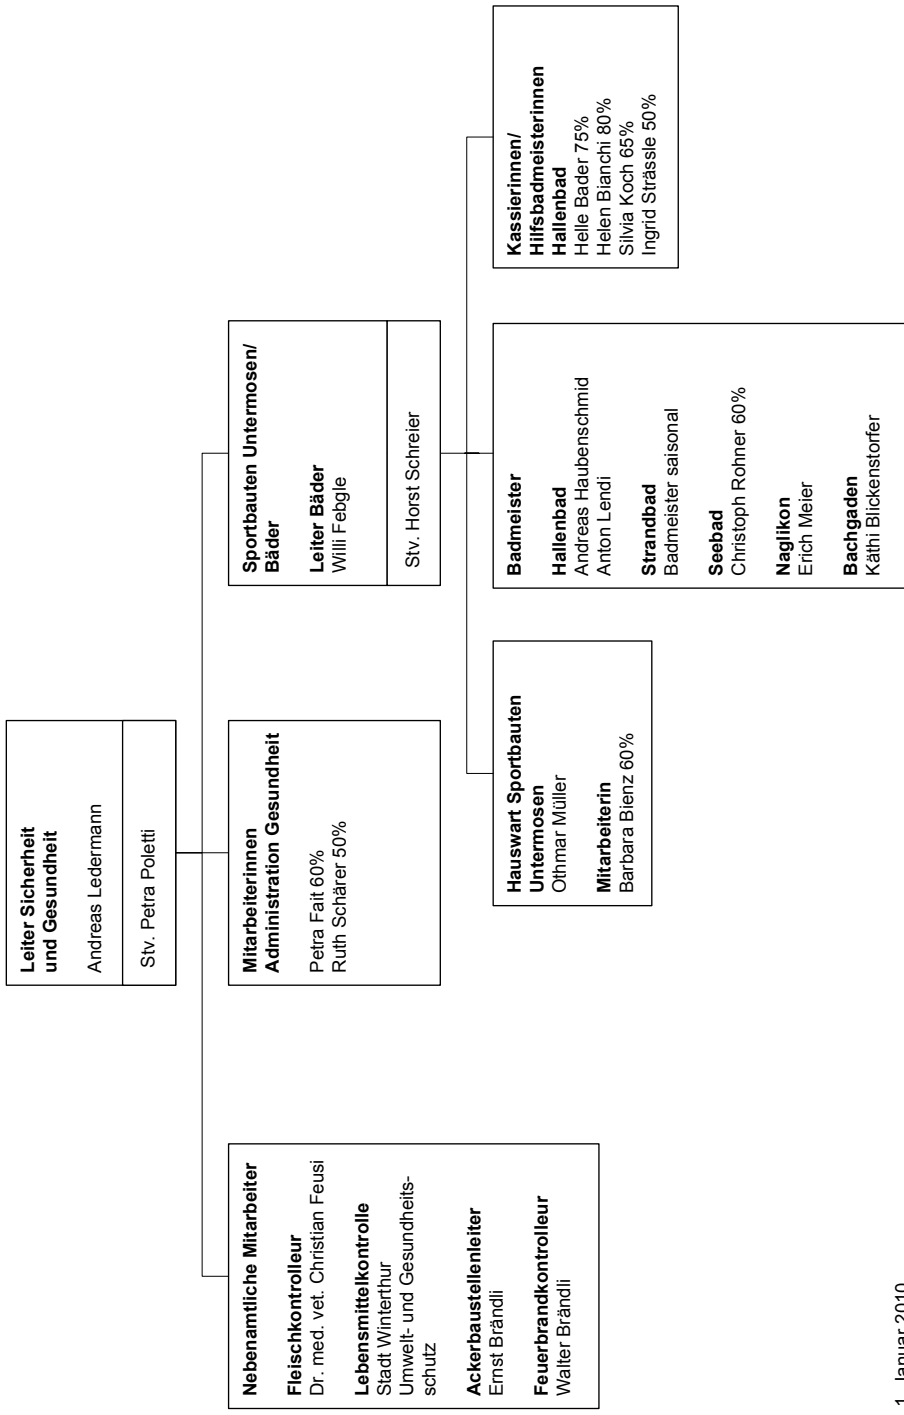 Leiter Sicherheit
und Gesundheit
Andreas Ledermann
Stv. Petra Poletti
Nebenamtliche Mitarbeiter
Fleischkontrolleur
Dr. med. vet. Christian Feusi
Lebensmittelkontrolle
Stadt Winterthur
Umwelt- und Gesundheits-
schutz
Ackerbaustellenleiter
Ernst Brändli
Feuerbrandkontrolleur
Walter Brändli
Mitarbeiterinnen
Administration Gesundheit
Petra Fait 60%
Ruth Schärer 50%
Sportbauten Untermosen/
Bäder
Leiter Bäder
Willi Febgle
Stv. Horst Schreier
Hauswart Sportbauten
Untermosen
Othmar Müller
Mitarbeiterin
Barbara Bienz 60%
Badmeister
Hallenbad
Andreas Haubenschmid
Anton Lendi
Strandbad
Badmeister saisonal
Seebad
Christoph Rohner 60%
Naglikon
Erich Meier
Bachgaden
Käthi Blickenstorfer
Kassierinnen/
Hilfsbadmeisterinnen
Hallenbad
Helle Bader 75%
Helen Bianchi 80%
Silvia Koch 65%
Ingrid Strässle 50%
1. Januar 2010